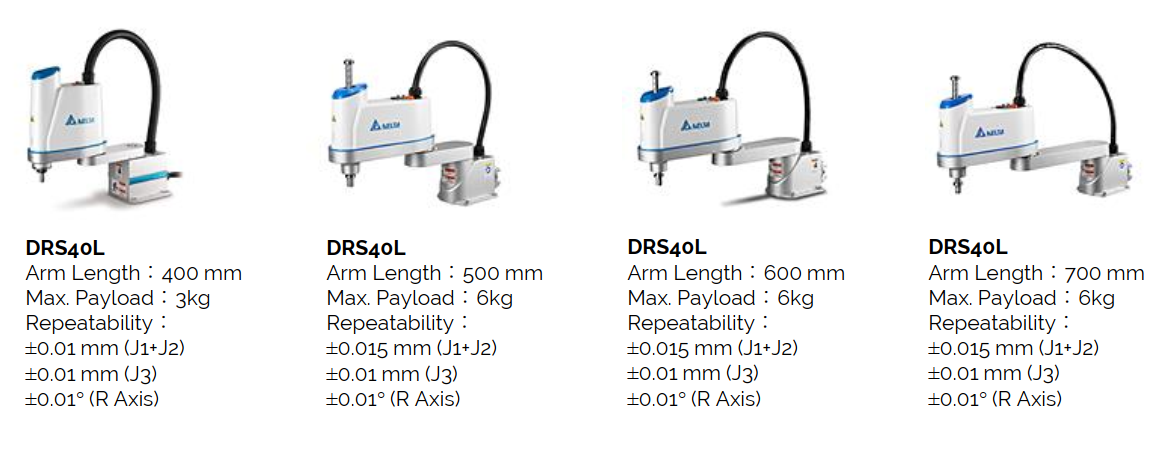 DELTA
DELTA
DELTA
DELTA
DRS40L
Arm Length：400 mm
Max. Payload：3kg
Repeatability：
±0.01 mm (J1+J2)
±0.01 mm (J3)
±0.01° (R Axis)
DRS40L
Arm Length：500 mm
Max. Payload：6kg
Repeatability：
±0.015 mm (J1+J2)
±0.01 mm (J3)
±0.01° (R Axis)
DRS40L
Arm Length：600 mm
Max. Payload：6kg
Repeatability：
±0.015 mm (J1+J2)
±0.01 mm (J3)
±0.01° (R Axis)
DRS40L
Arm Length：700 mm
Max. Payload：6kg
Repeatability：
±0.015 mm (J1+J2)
±0.01 mm (J3)
±0.01° (R Axis)